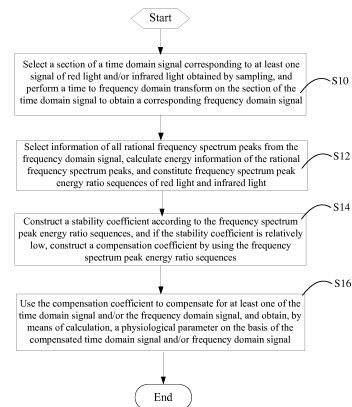 Start
Select a section of a time domain signal corresponding to at least one
signal of red light and/or infrared light obtained by sampling, and
perform a time to frequency domain transform on the section of
the time domain signal to obtain a corresponding frequency domain signal
S10
Select information of all rational frequency spectrum peaks from the
frequency domain signal, calculate energy information of the rational
frequency spectrum peaks, and constitute frequency spectrum peak
energy ratio sequences of red light and infrared light
S12
Construct a stability coefficient according to the frequency spectrum
peak energy ratio sequences, and if the stability coefficient is relatively
low, construct a compensation coefficient by using the frequency
spectrum peak energy ratio sequences
S14
Use the compensation coefficient to compensate for at least one of the
time domain signal and/or the frequency domain signal, and obtain, by
means of calculation, a physiological parameter on the basis of the
compensated time domain signal and/or frequency domain signal
S16
End